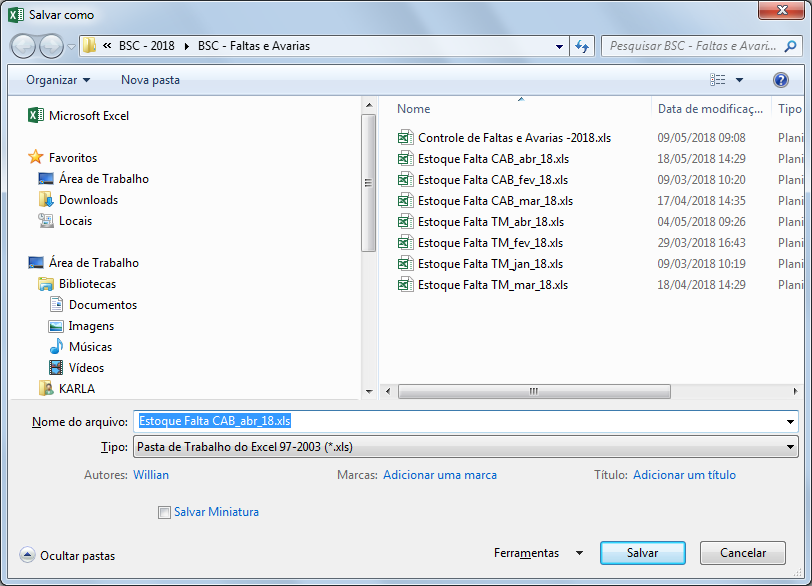 Salvar como
« BSC - 2018 ▸ BSC - Faltas e Avarias
Pesquisar BSC - Faltas e Avari...
Organizar
Nova pasta
Microsoft Excel
Favoritos
Área de Trabalho
Downloads
Locais
Área de Trabalho
Bibliotecas
Documentos
Imagens
Músicas
Vídeos
KARLA
Nome Data de modificaç... Tipo
Controle de Faltas e Avarias -2018.xls 09/05/2018 09:08 Plani
Estoque Falta CAB_abr_18.xls 18/05/2018 14:29 Plani
Estoque Falta CAB_fev_18.xls 09/03/2018 10:20 Plani
Estoque Falta CAB_mar_18.xls 17/04/2018 14:35 Plani
Estoque Falta TM_abr_18.xls 04/05/2018 09:26 Plani
Estoque Falta TM_fev_18.xls 29/03/2018 16:43 Plani
Estoque Falta TM_jan_18.xls 09/03/2018 10:19 Plani
Estoque Falta TM_mar_18.xls 18/04/2018 14:29 Plani
Nome do arquivo: Estoque Falta CAB_abr_18.xls
Tipo: Pasta de Trabalho do Excel 97-2003 (*.xls)
Autores: Willian Marcas: Adicionar uma marca Título: Adicionar um título
Salvar Miniatura
Ocultar pastas Ferramentas Salvar Cancelar